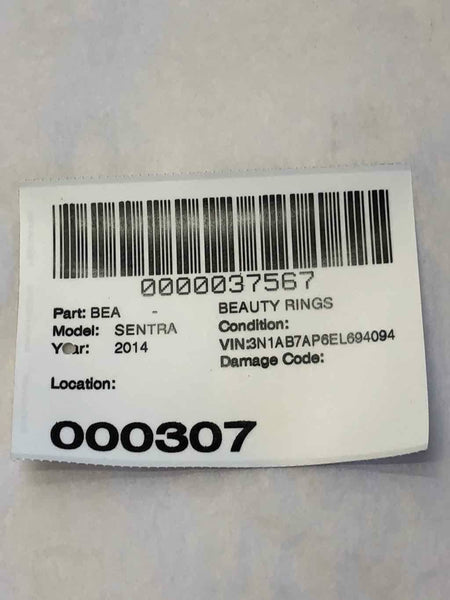 0000037567
Part: BEA - BEAUTY RINGS
Model: SENTRA Condition:
Year: 2014 VIN:3N1AB7AP6EL694094
Damage Code:
Location:
000307